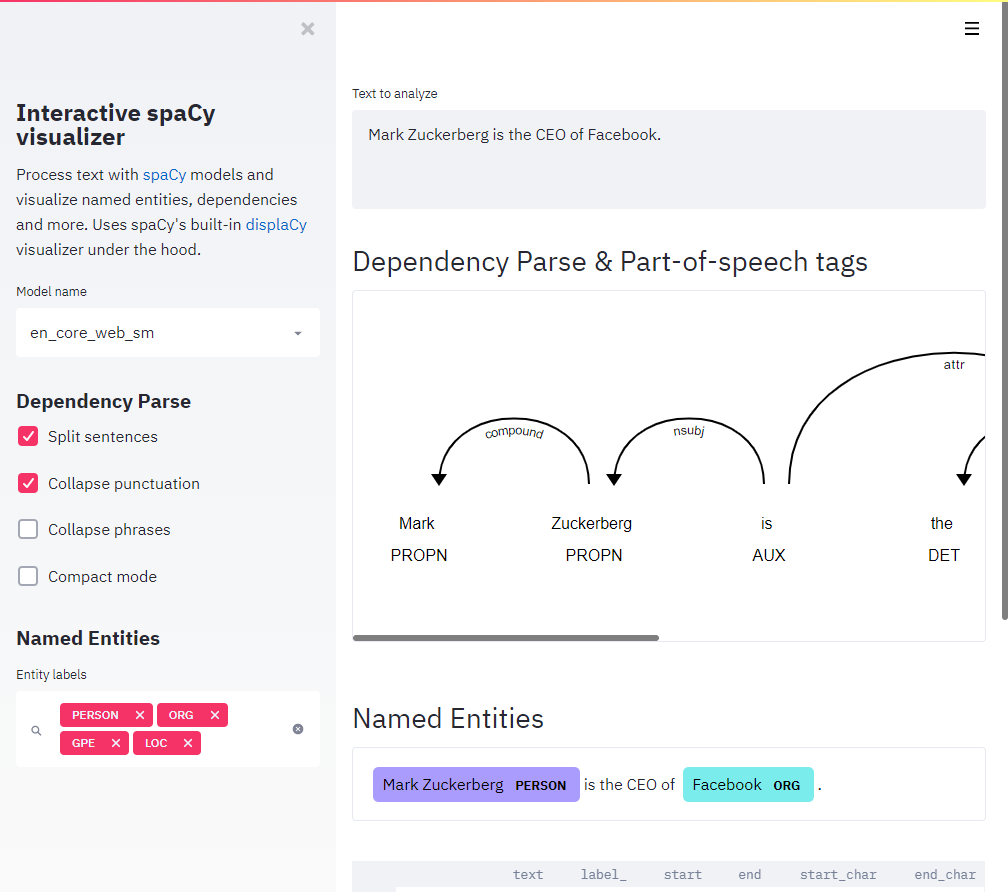 Interactive spaCy
visualizer
Process text with spaCy models and
visualize named entities, dependencies
and more. Uses spaCy's built-in displaCy
visualizer under the hood.
Model name
en_core_web_sm
Dependency Parse
Split sentences
Collapse punctuation
Collapse phrases
Compact mode
Named Entities
Entity labels
PERSON ORG
GPE LOC
Text to analyze
Mark Zuckerberg is the CEO of Facebook.
Dependency Parse & Part-of-speech tags
attr
compound nsubj
Mark Zuckerberg is the
PROPN PROPN AUX DET
Named Entities
Mark Zuckerberg PERSON is the CEO of Facebook ORG .
text label_ start end start_char end_char